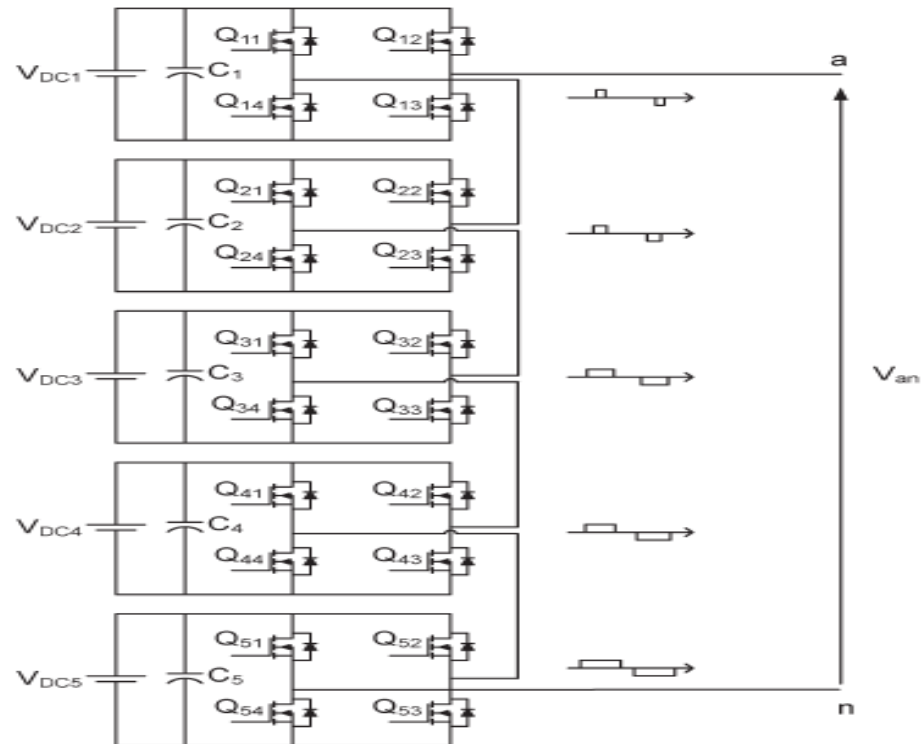 Q11 Q12
a
VDC1 C1
Q14 Q13
Q21 Q22
VDC2 C2
Q24 Q23
Q31 Q32
VDC3 C3 Van
Q34 Q33
Q41 Q42
VDC4 C4
Q44 Q43
Q51 Q52
VDC5 C5
Q54 Q53 n